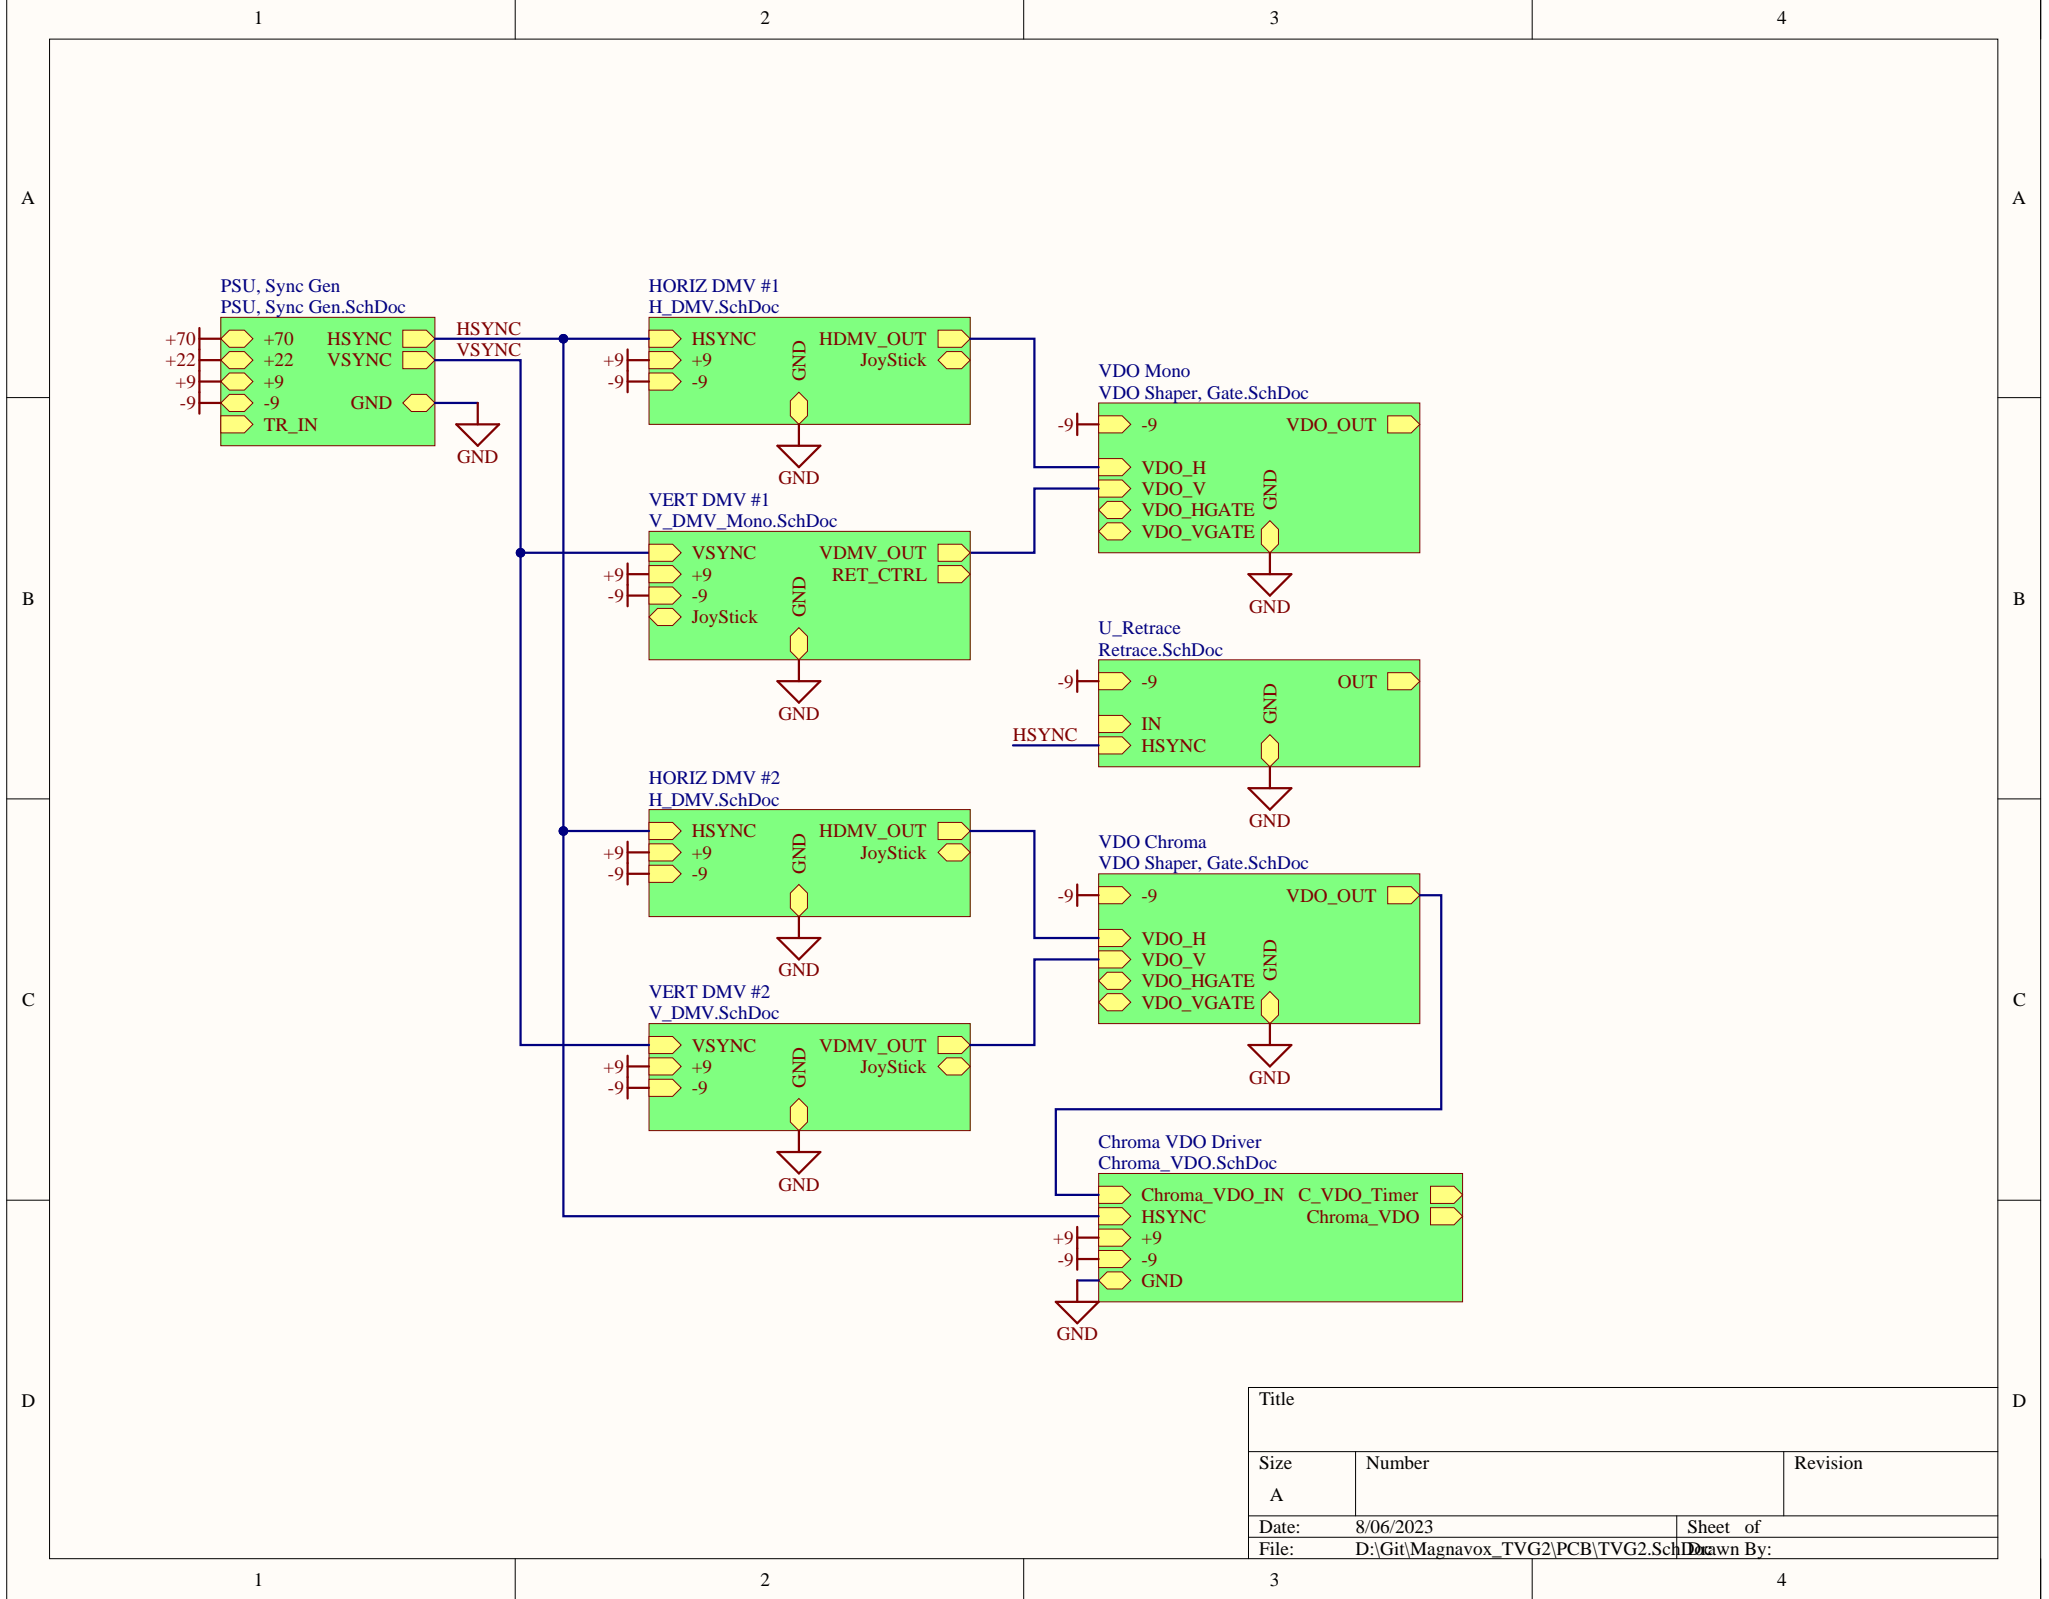 1 2 3 4
A A
B B
C C
D D
PSU, Sync Gen
PSU, Sync Gen.SchDoc
+70 +70 HSYNC HSYNC
+22 +22 VSYNC VSYNC
+9 +9
-9 -9 GND
TR_IN
GND
HORIZ DMV #1
H_DMV.SchDoc
HSYNC HDMV_OUT
+9 +9 JoyStick
-9 -9
GND
GND
VERT DMV #1
V_DMV_Mono.SchDoc
VSYNC VDMV_OUT
+9 +9 RET_CTRL
-9 -9
JoyStick
GND
GND
HORIZ DMV #2
H_DMV.SchDoc
HSYNC HDMV_OUT
+9 +9 JoyStick
-9 -9
GND
GND
VERT DMV #2
V_DMV.SchDoc
VSYNC VDMV_OUT
+9 +9 JoyStick
-9 -9
GND
GND
VDO Mono
VDO Shaper, Gate.SchDoc
-9 -9 VDO_OUT
VDO_H
VDO_V
VDO_HGATE
VDO_VGATE
GND
GND
U_Retrace
Retrace.SchDoc
-9 -9 OUT
IN
HSYNC HSYNC
GND
GND
VDO Chroma
VDO Shaper, Gate.SchDoc
-9 -9 VDO_OUT
VDO_H
VDO_V
VDO_HGATE
VDO_VGATE
GND
GND
Chroma VDO Driver
Chroma_VDO.SchDoc
Chroma_VDO_IN C_VDO_Timer
HSYNC Chroma_VDO
+9 +9
-9 -9
GND
GND
Title
Size Number Revision
A
Date: 8/06/2023 Sheet of
File: D:\Git\Magnavox_TVG2\PCB\TVG2.SchDoc Drawn By:
1 2 3 4